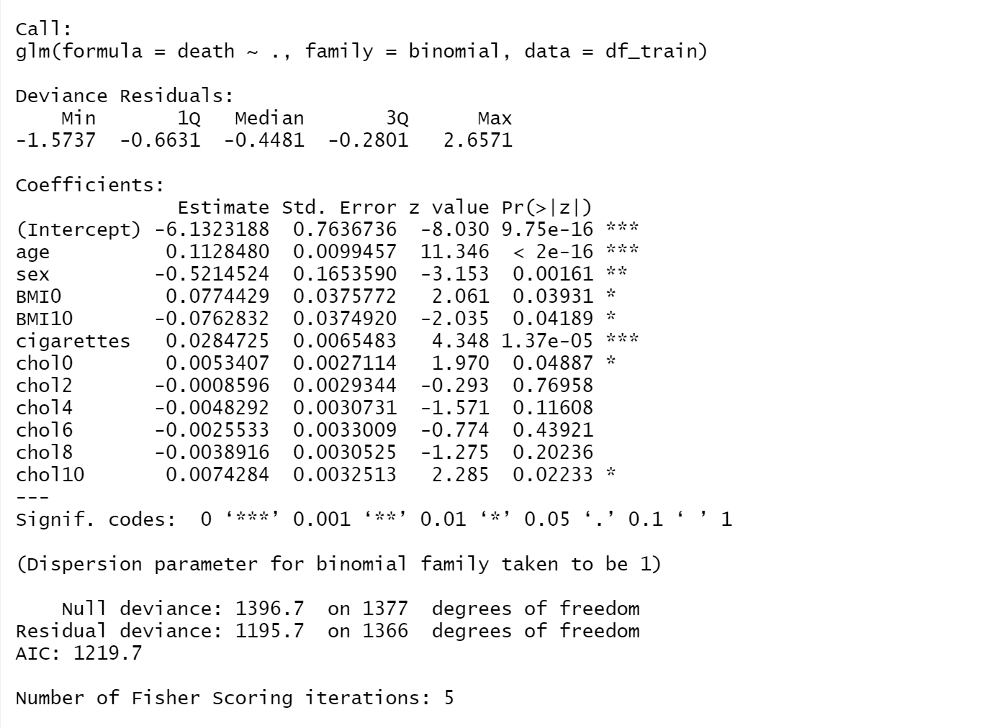 Call:
glm(formula = death ~ ., family = binomial, data = df_train)
Deviance Residuals:
    Min       1Q   Median       3Q      Max
-1.5737  -0.6631  -0.4481  -0.2801   2.6571
Coefficients:
              Estimate Std. Error z value Pr(>|z|)
(Intercept) -6.1323188  0.7636736  -8.030 9.75e-16 ***
age          0.1128480  0.0099457  11.346  < 2e-16 ***
sex         -0.5214524  0.1653590  -3.153  0.00161 **
BMI0         0.0774429  0.0375772   2.061  0.03931 *
BMI10       -0.0762832  0.0374920  -2.035  0.04189 *
cigarettes   0.0284725  0.0065483   4.348 1.37e-05 ***
chol0        0.0053407  0.0027114   1.970  0.04887 *
chol2       -0.0008596  0.0029344  -0.293  0.76958
chol4       -0.0048292  0.0030731  -1.571  0.11608
chol6       -0.0025533  0.0033009  -0.774  0.43921
chol8       -0.0038916  0.0030525  -1.275  0.20236
chol10       0.0074284  0.0032513   2.285  0.02233 *
---
Signif. codes:  0 ‘***’ 0.001 ‘**’ 0.01 ‘*’ 0.05 ‘.’ 0.1 ‘ ’ 1
(Dispersion parameter for binomial family taken to be 1)
    Null deviance: 1396.7  on 1377  degrees of freedom
Residual deviance: 1195.7  on 1366  degrees of freedom
AIC: 1219.7
Number of Fisher Scoring iterations: 5